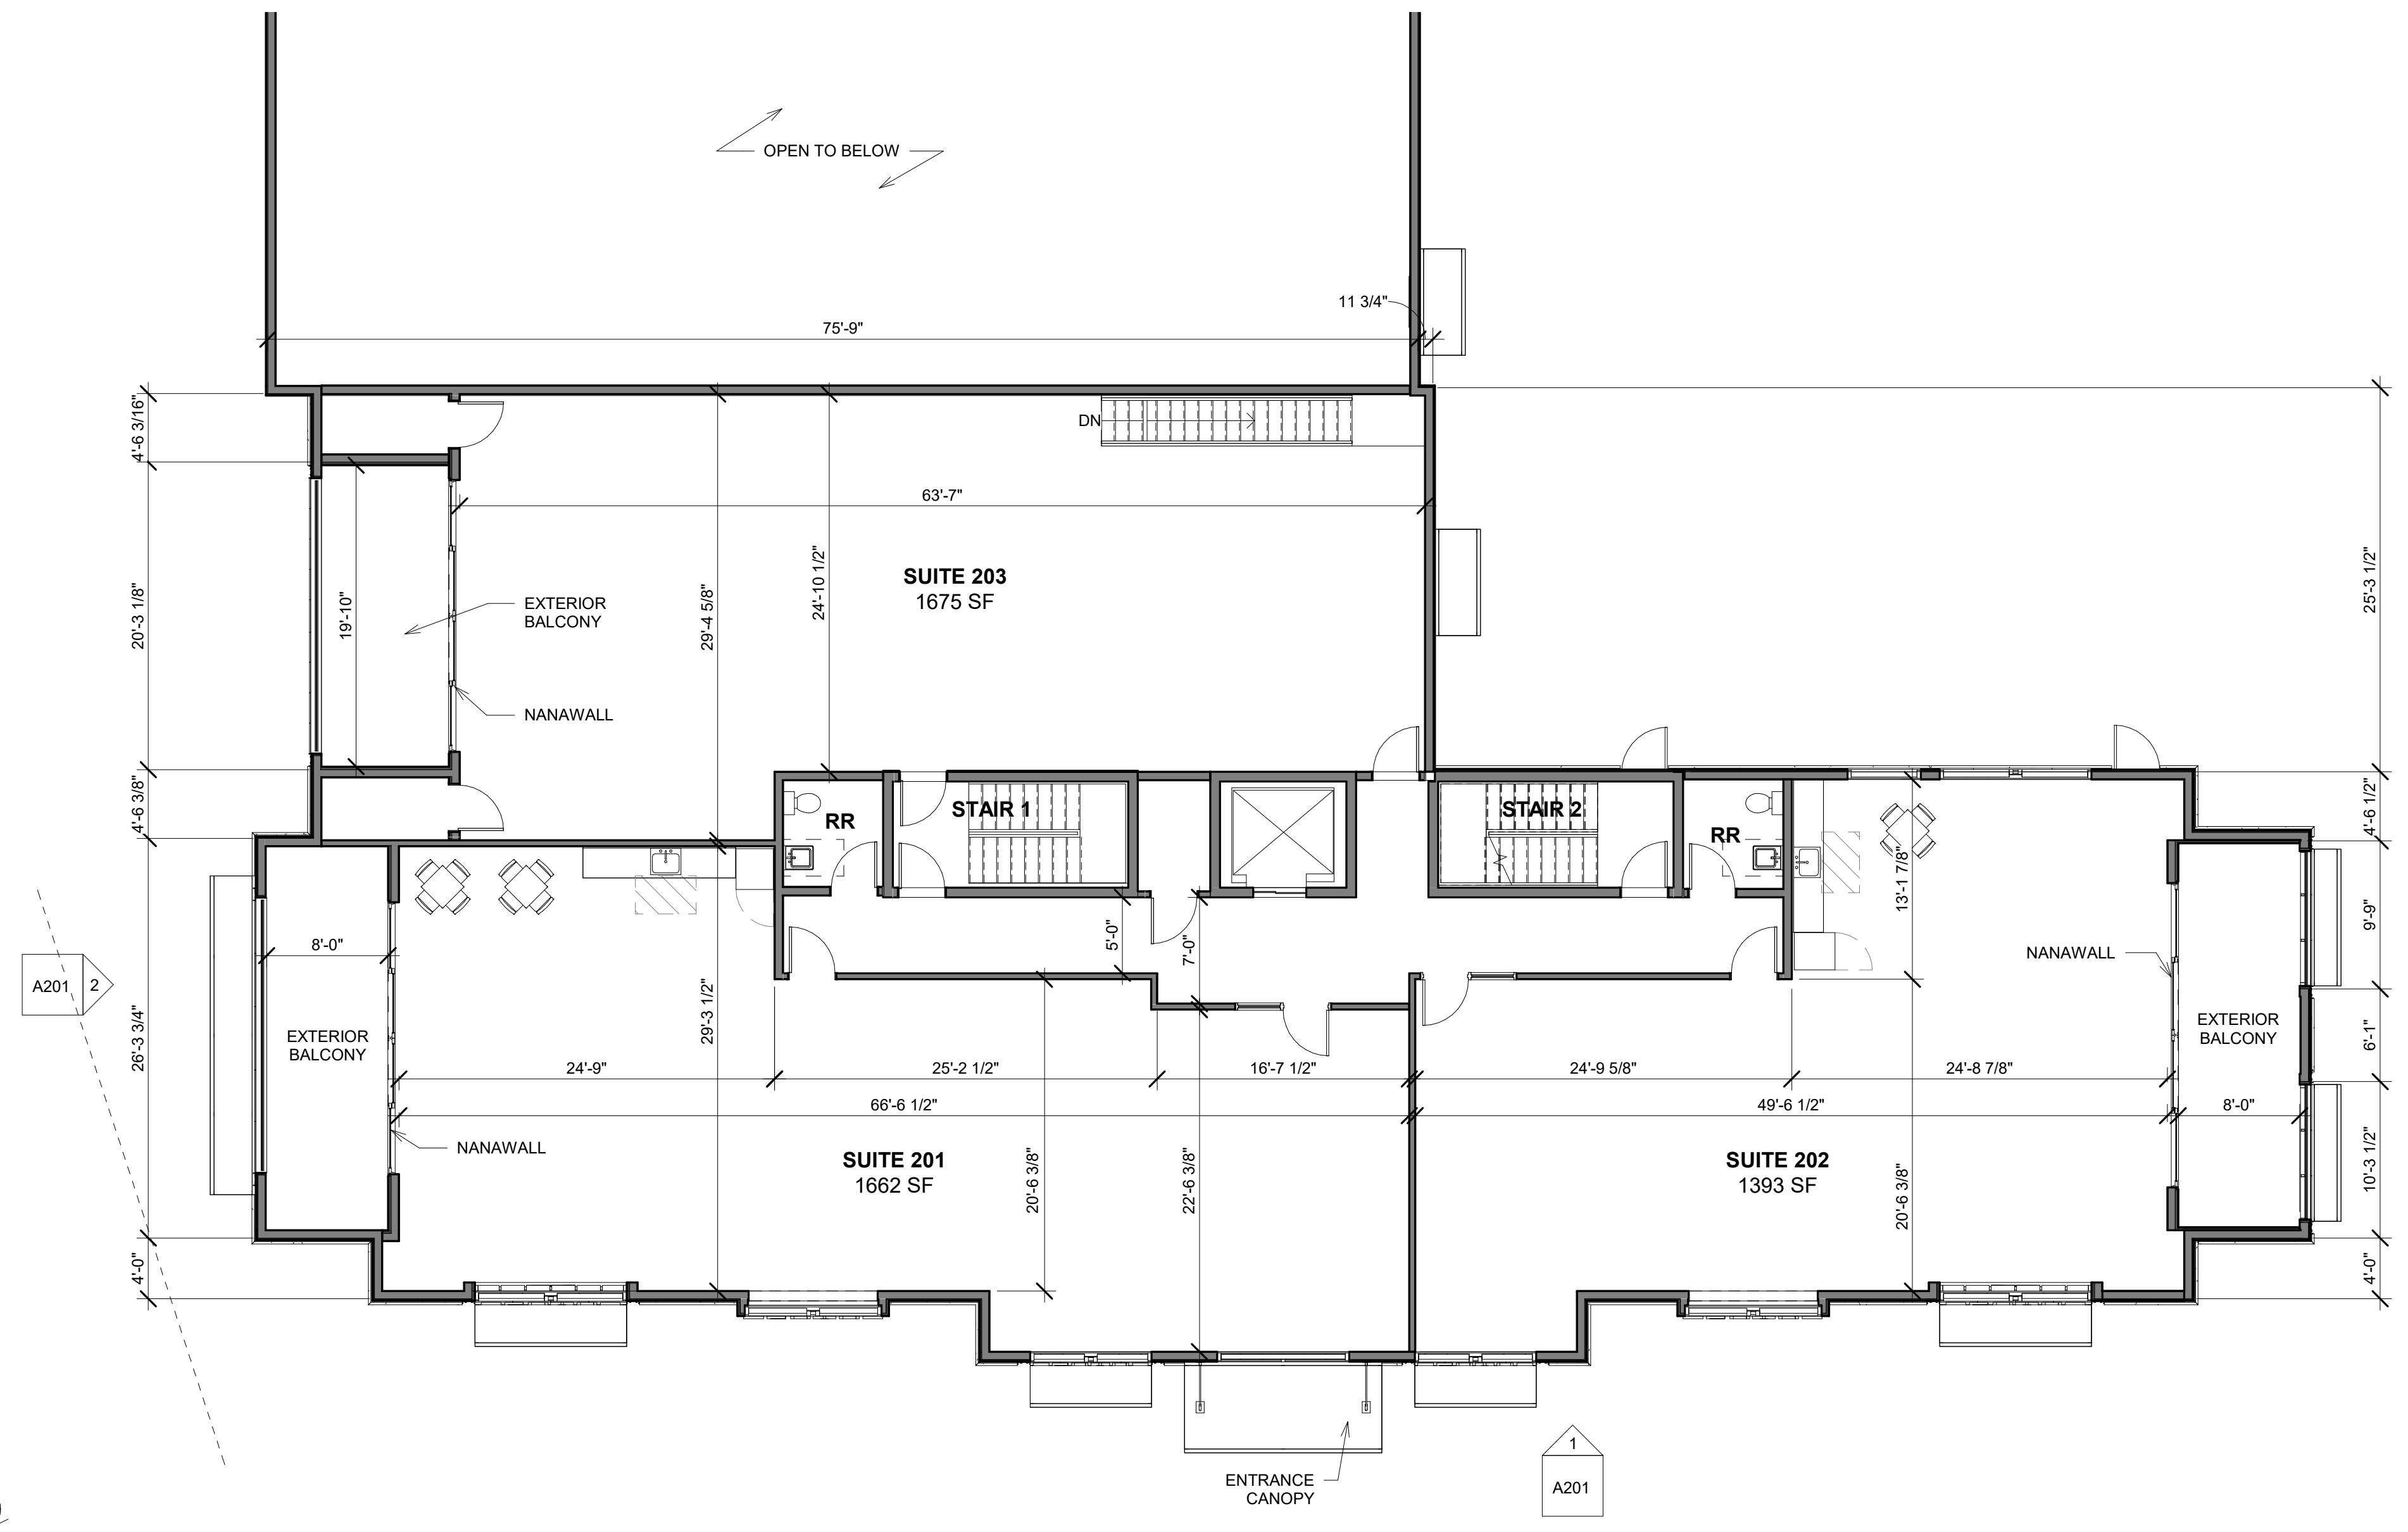 OPEN TO BELOW
11 3/4"
75'-9"
4'-6 3/16"
DN
63'-7"
20'-3 1/8"
19'-10"
EXTERIOR
BALCONY
29'-4 5/8"
24'-10 1/2"
SUITE 203
1675 SF
25'-3 1/2"
NANAWALL
4'-6 3/8"
RR
STAIR 1
STAIR 2
RR
4'-6 1/2"
13'-1 7/8"
9'-9"
8'-0"
5'-0"
7'-0"
NANAWALL
A201
2
26'-3 3/4"
EXTERIOR
BALCONY
29'-3 1/2"
EXTERIOR
BALCONY
6'-1"
24'-9"
25'-2 1/2"
16'-7 1/2"
24'-9 5/8"
24'-8 7/8"
66'-6 1/2"
49'-6 1/2"
8'-0"
NANAWALL
SUITE 201
1662 SF
20'-6 3/8"
22'-6 3/8"
SUITE 202
1393 SF
20'-6 3/8"
10'-3 1/2"
4'-0"
4'-0"
ENTRANCE
CANOPY
1
A201